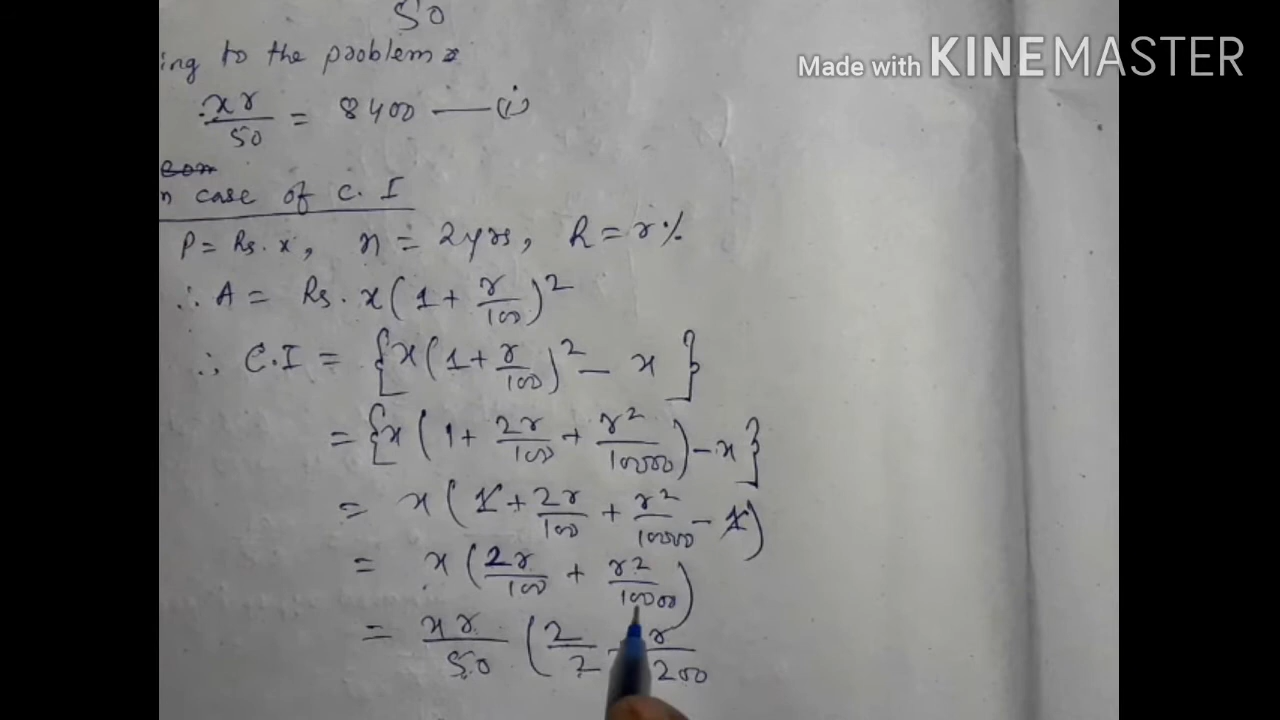 50
ing to the problem
Made with KINEMASTER
xr/50 = 8400 —— (i)
n case of C.I
P = Rs. x, n = 2yrs, R = r%
∴ A = Rs. x(1 + r/100)²
∴ C.I = {x(1 + r/100)² - x}
= {x(1 + 2r/100 + r²/10000) - x}
= x(1 + 2r/100 + r²/10000 - 1)
= x(2r/100 + r²/10000)
= xr/50 (2/2 r/200